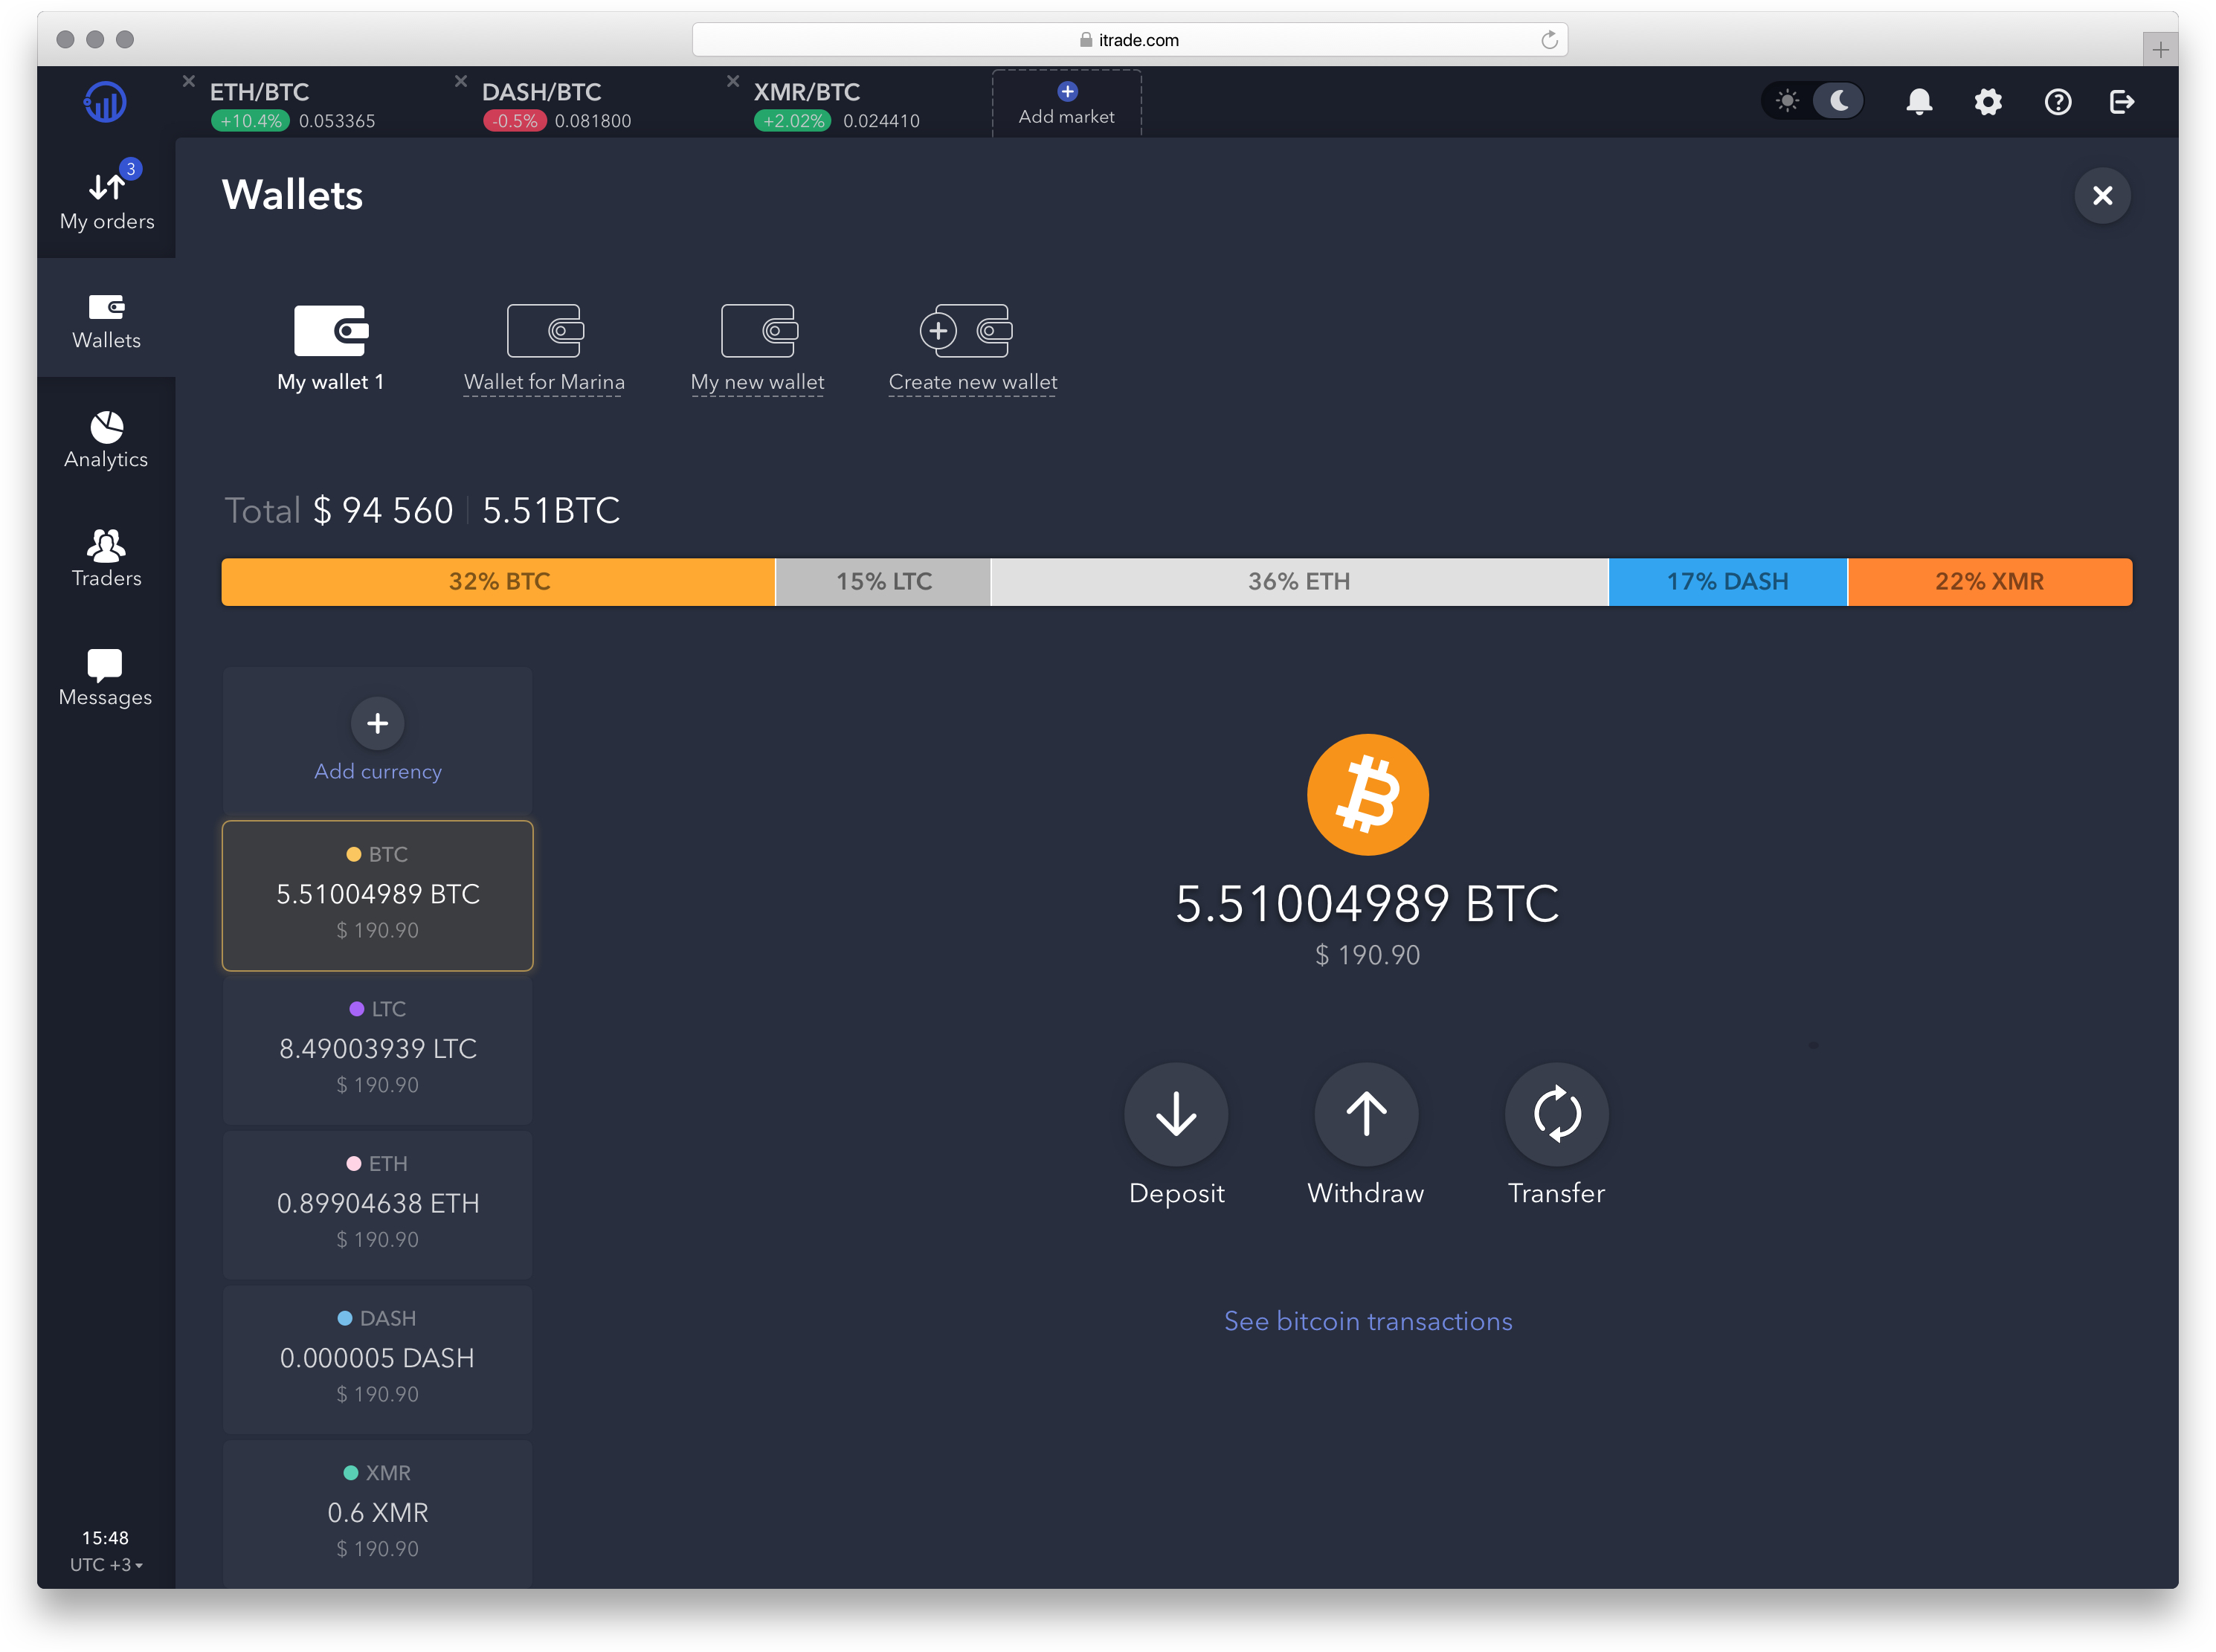 itrade.com
ETH/BTC
+10.4% 0.053365
DASH/BTC
-0.5% 0.081800
XMR/BTC
+2.02% 0.024410
Add market
3
My orders
Wallets
Analytics
Traders
Messages
15:48
UTC +3
Wallets
My wallet 1
Wallet for Marina
My new wallet
Create new wallet
Total $ 94 560 5.51BTC
32% BTC
15% LTC
36% ETH
17% DASH
22% XMR
Add currency
BTC
5.51004989 BTC
$ 190.90
LTC
8.49003939 LTC
$ 190.90
ETH
0.89904638 ETH
$ 190.90
DASH
0.000005 DASH
$ 190.90
XMR
0.6 XMR
$ 190.90
5.51004989 BTC
$ 190.90
Deposit
Withdraw
Transfer
See bitcoin transactions